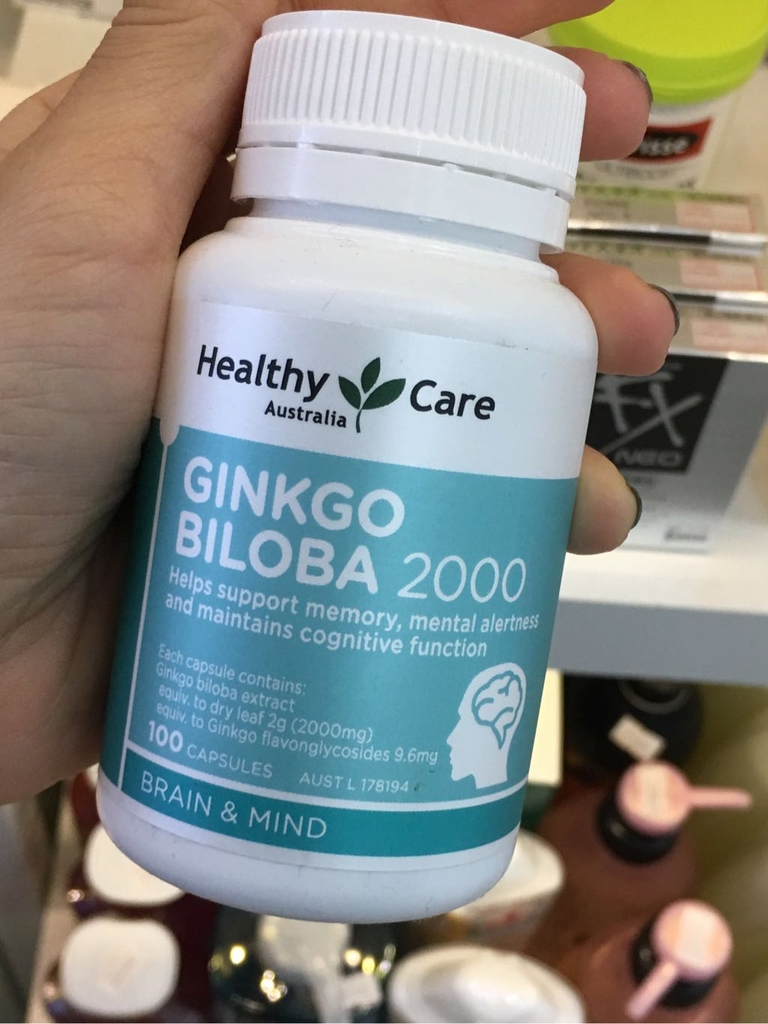 Healthy Care
Australia
GINKGO
BILOBA 2000
Helps support memory, mental alertness
and maintains cognitive function
Each capsule contains:
Ginkgo biloba extract
equiv. to dry leaf 2g (2000mg)
equiv. to Ginkgo flavonglycosides 9.6mg
100 CAPSULES AUST L 178194
BRAIN & MIND
FX
NEO